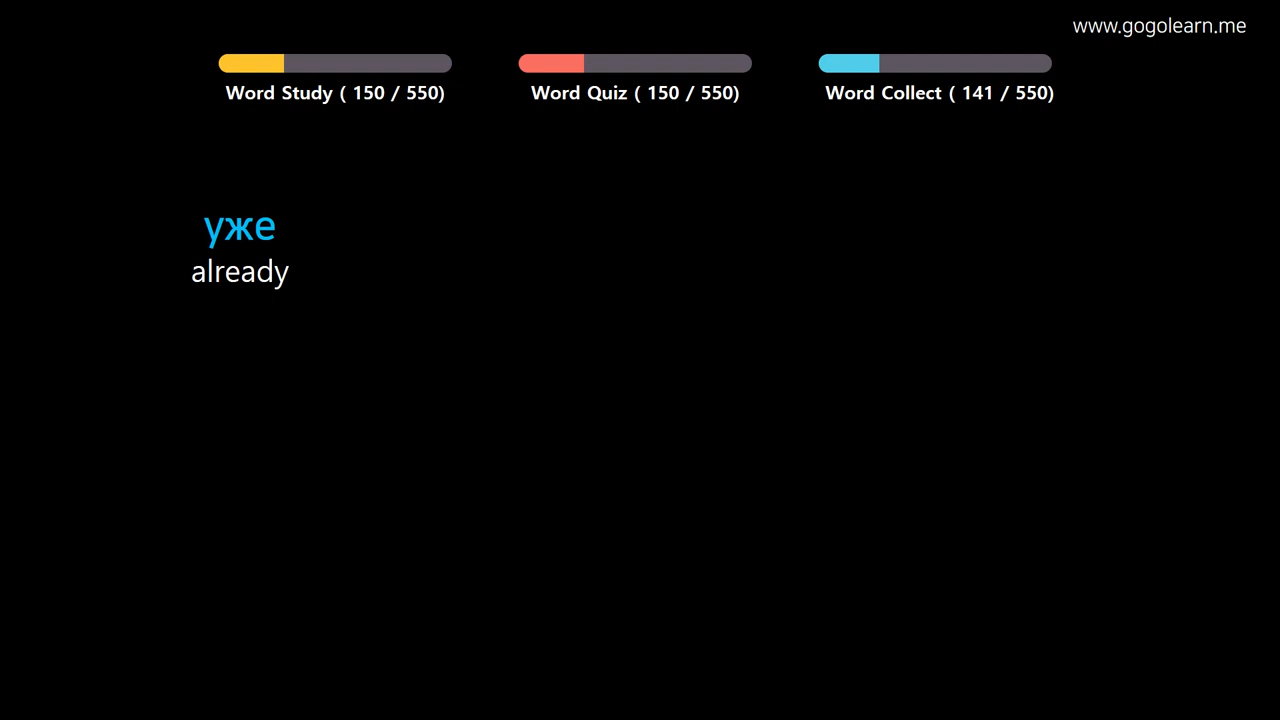 www.gogolearn.me
Word Study ( 150 / 550)
Word Quiz ( 150 / 550)
Word Collect ( 141 / 550)
уже
already